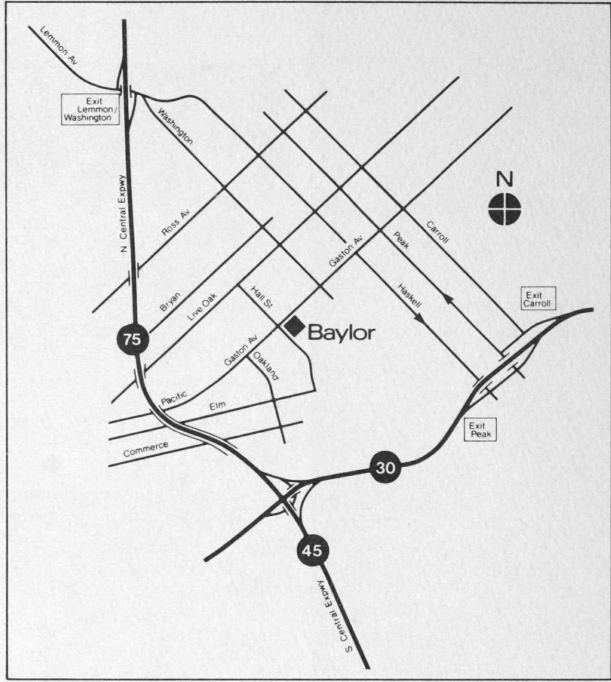 Lemmon Av
Exit
Lemmon/
Washington
Washington
N Central Expwy
Ross Av
Bryan
Live Oak
Hall St
Gaston Av
Peak
Carroll
Haskell
N
Exit
Carroll
75
Baylor
Gaston Av
Oakland
Pacific
Elm
Commerce
Exit
Peak
30
45
S Central Expwy